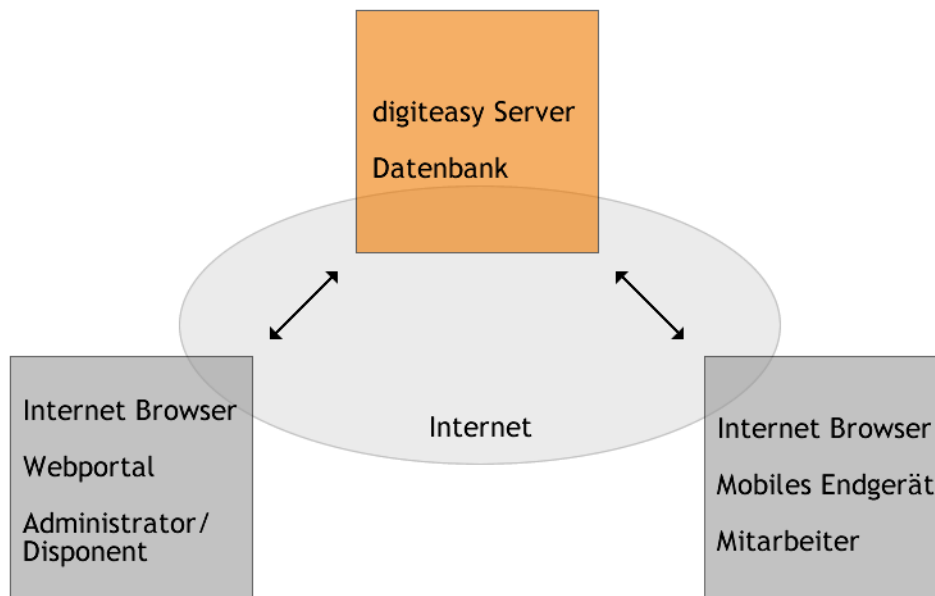 digiteasy Server
Datenbank
Internet
Internet Browser
Webportal
Administrator/
Disponent
Internet Browser
Mobiles Endgerät
Mitarbeiter